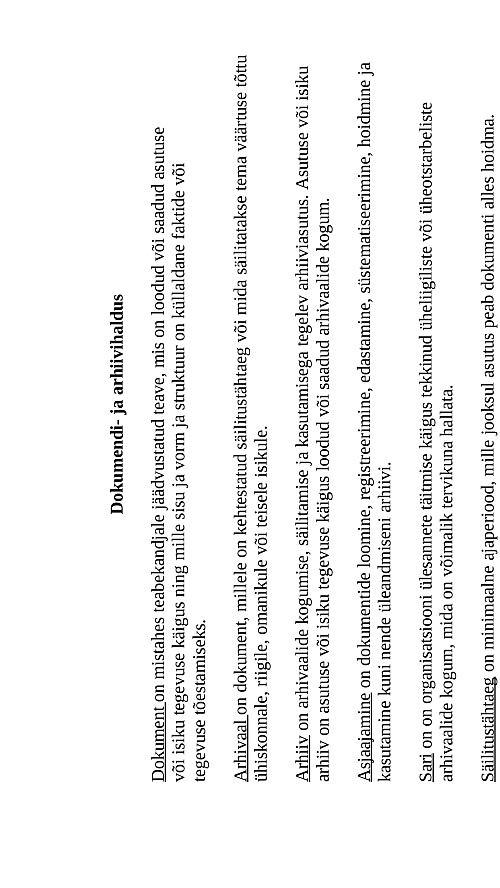 Dokumendi- ja arhiivihaldus
Dokument on mistahes teabekandjale jäädvustatud teave, mis on loodud või saadud asutuse
või isiku tegevuse käigus ning mille sisu ja vorm ja struktuur on küllaldane faktide või
tegevuse tõestamiseks.
Arhivaal on dokument, millele on kehtestatud säilitustähtaeg või mida säilitatakse tema väärtuse tõttu
ühiskonnale, riigile, omanikule või teisele isikule.
Arhiiv on arhivaalide kogumise, säilitamise ja kasutamisega tegelev arhiiviasutus. Asutuse või isiku
arhiiv on asutuse või isiku tegevuse käigus loodud või saadud arhivaalide kogum.
Asjaajamine on dokumentide loomine, registreerimine, edastamine, süstematiseerimine, hoidmine ja
kasutamine kuni nende üleandmiseni arhiivi.
Sari on on organisatsiooni ülesannete täitmise käigus tekkinud üheliigiliste või üheotstarbeliste
arhivaalide kogum, mida on võimalik tervikuna hallata.
Säilitustähtaeg on minimaalne ajaperiood, mille jooksul asutus peab dokumenti alles hoidma.